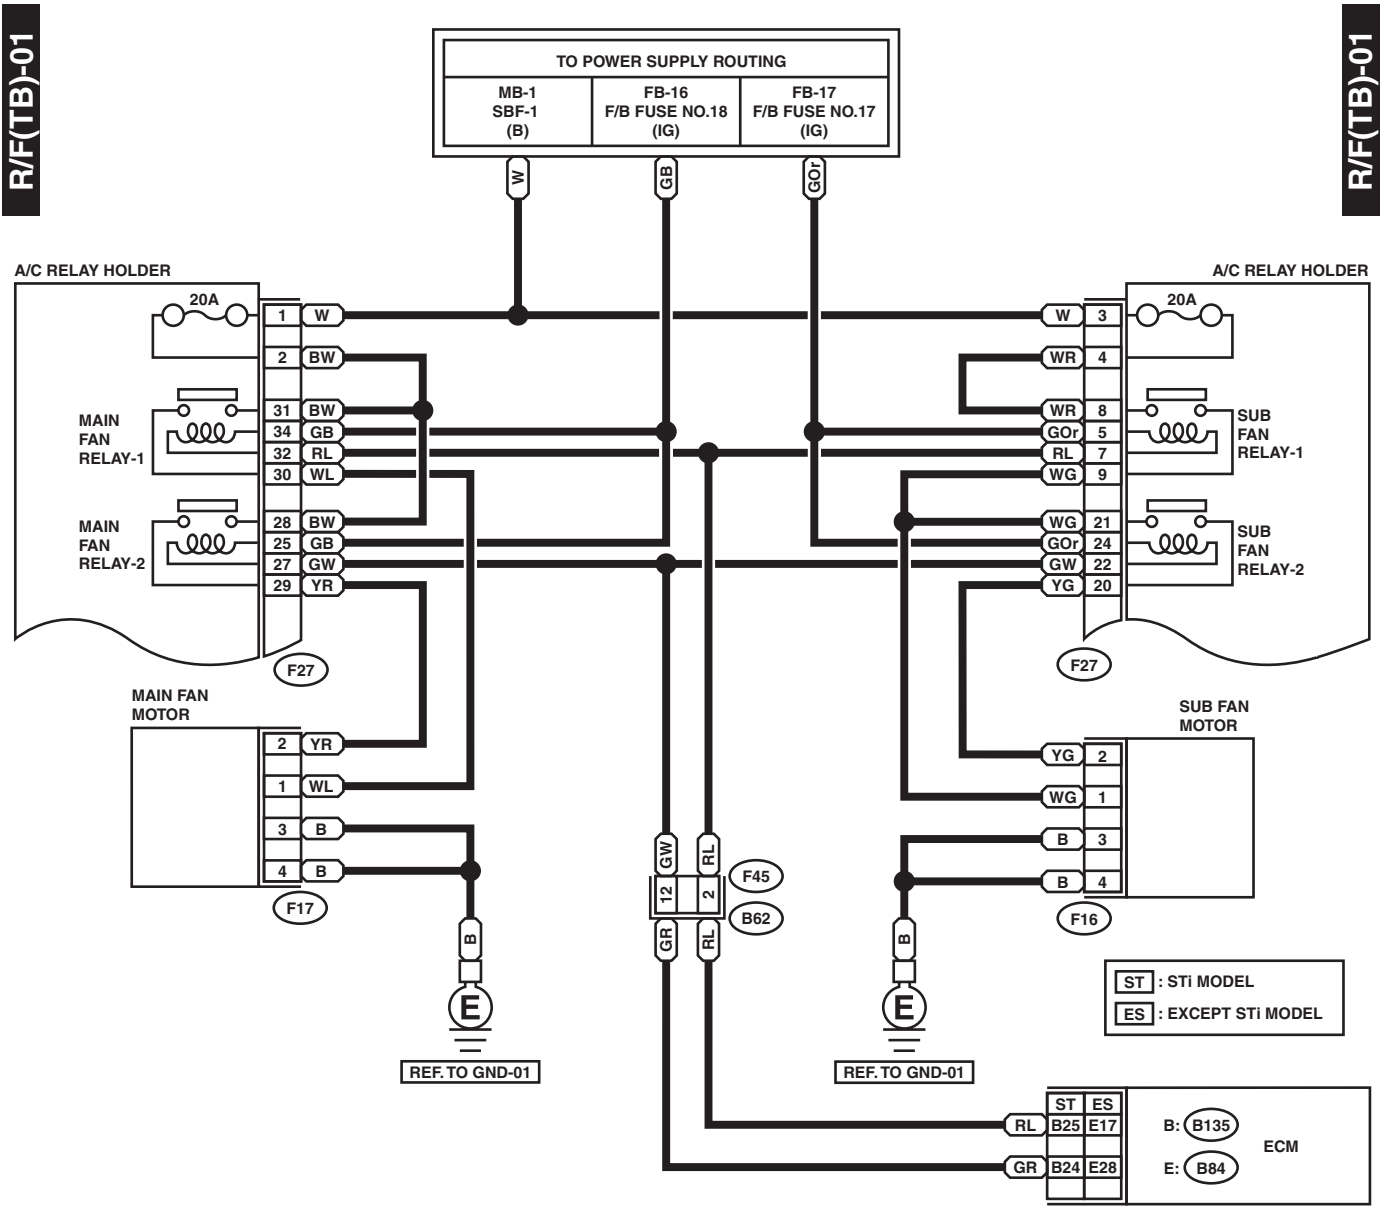 R/F(TB)-01
R/F(TB)-01
TO POWER SUPPLY ROUTING
MB-1
SBF-1
(B)
FB-16
F/B FUSE NO.18
(IG)
FB-17
F/B FUSE NO.17
(IG)
W
GB
GOr
A/C RELAY HOLDER
20A
1 W
2 BW
31 BW
34 GB
32 RL
30 WL
MAIN
FAN
RELAY-1
28 BW
25 GB
27 GW
29 YR
MAIN
FAN
RELAY-2
F27
A/C RELAY HOLDER
20A
W 3
WR 4
WR 8
GOr 5
RL 7
WG 9
SUB
FAN
RELAY-1
WG 21
GOr 24
GW 22
YG 20
SUB
FAN
RELAY-2
F27
MAIN FAN
MOTOR
2 YR
1 WL
3 B
4 B
F17
B
E
REF. TO GND-01
GW RL
12 2
F45
B62
GR RL
SUB FAN
MOTOR
YG 2
WG 1
B 3
B 4
F16
B
E
REF. TO GND-01
ST : STi MODEL
ES : EXCEPT STi MODEL
ST ES
RL B25 E17
GR B24 E28
B: B135
E: B84
ECM